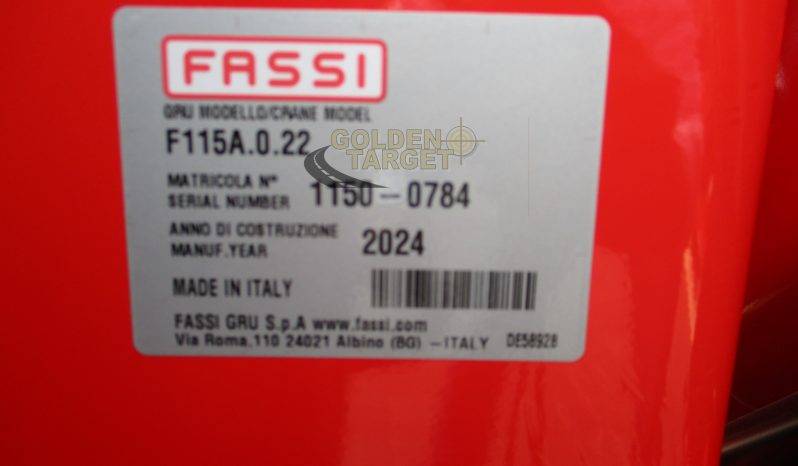 FASSI
GRU MODELLO/CRANE MODEL
F115A.0.22
GOLDEN
TARGET
MATRICOLA N°
SERIAL NUMBER 1150-0784
ANNO DI COSTRUZIONE
MANUF.YEAR 2024
MADE IN ITALY
FASSI GRU S.p.A www.fassi.com
Via Roma.110 24021 Albino (BG) -ITALY DE58928